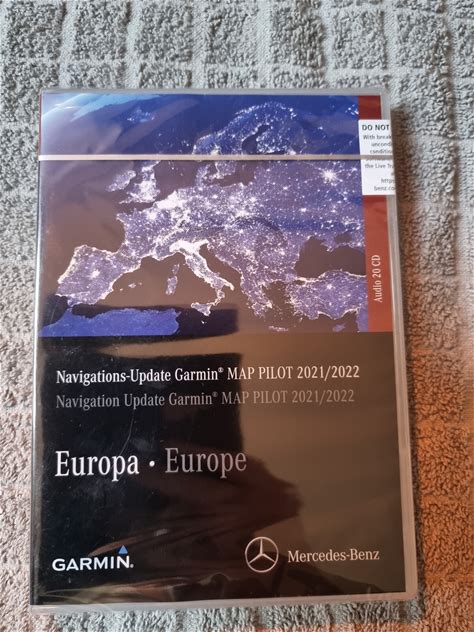 DO NOT
With break
uncond
condition
the Live
http
benz.co
Audio 20 CD
Navigations-Update Garmin® MAP PILOT 2021/2022
Navigation Update Garmin® MAP PILOT 2021/2022
Europa · Europe
GARMIN
Mercedes-Benz